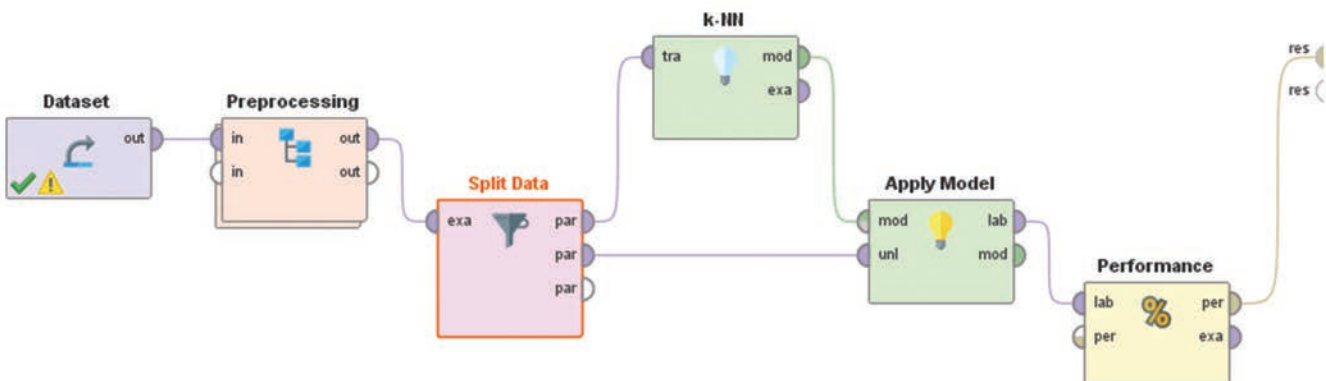 Dataset
out
Preprocessing
in
out
in
out
Split Data
exa
par
par
par
k-NN
tra
mod
exa
Apply Model
mod
lab
unl
mod
Performance
lab
per
per
exa
%
res
res